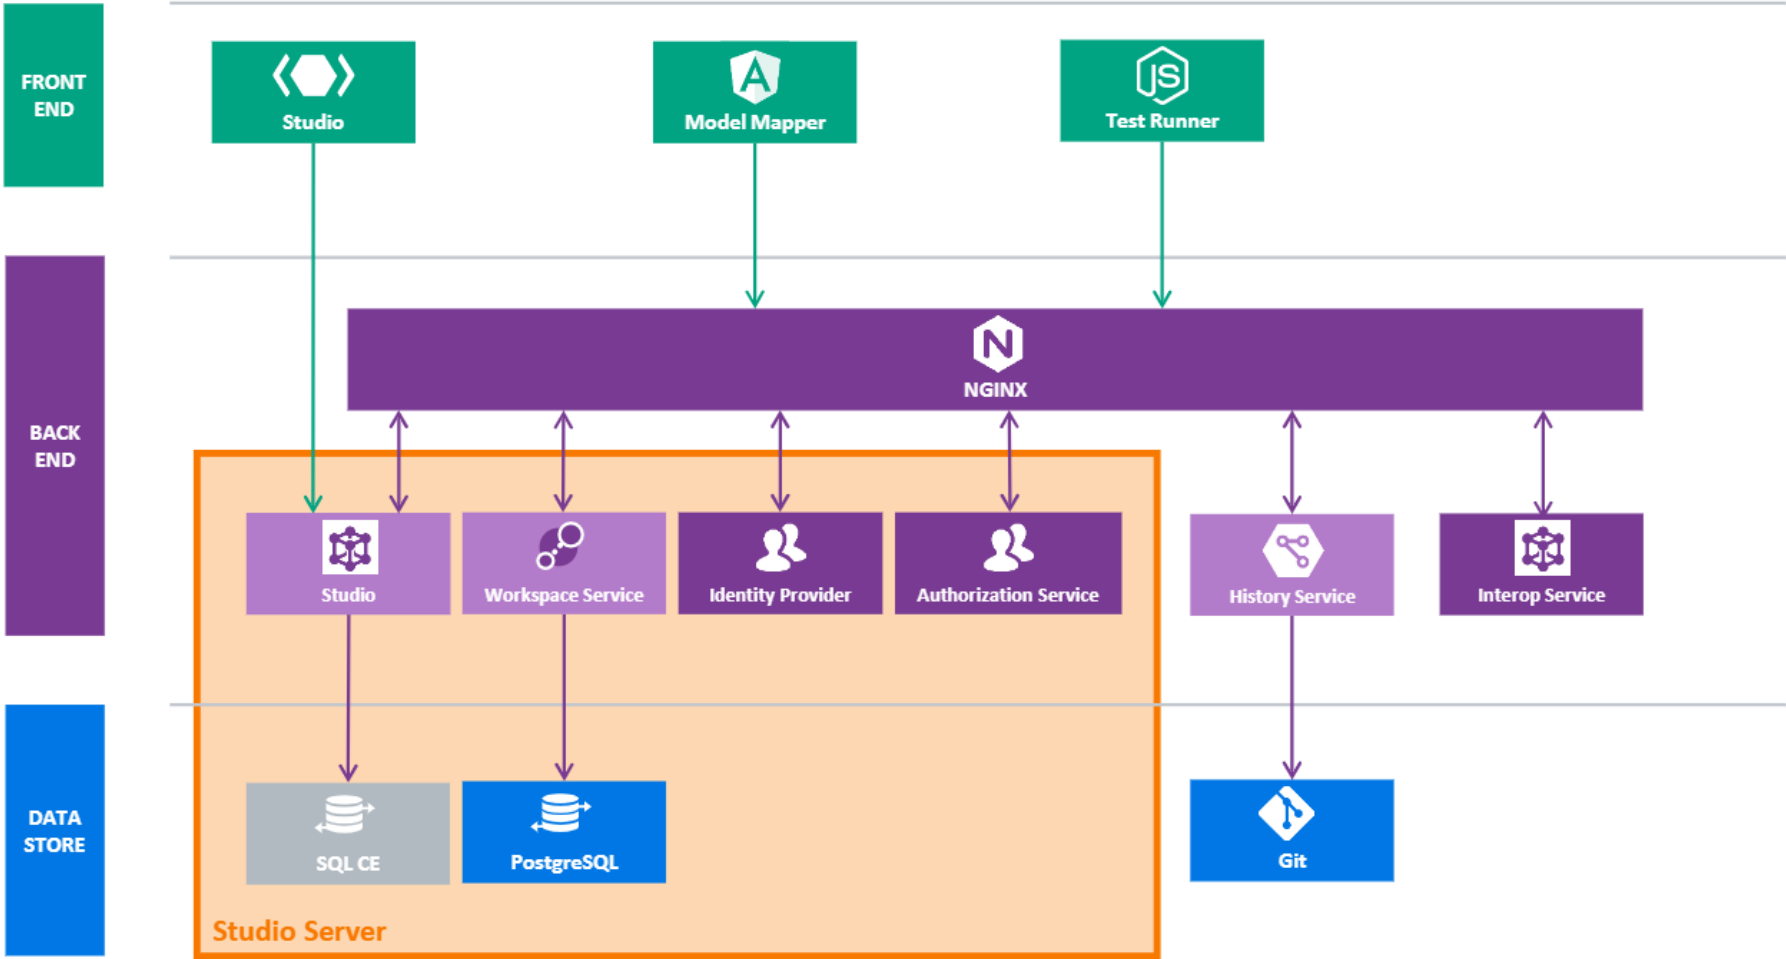 FRONT
END
Studio
Model Mapper
JS
Test Runner
BACK
END
NGINX
Studio
Workspace Service
Identity Provider
Authorization Service
History Service
Interop Service
DATA
STORE
SQL CE
PostgreSQL
Git
Studio Server